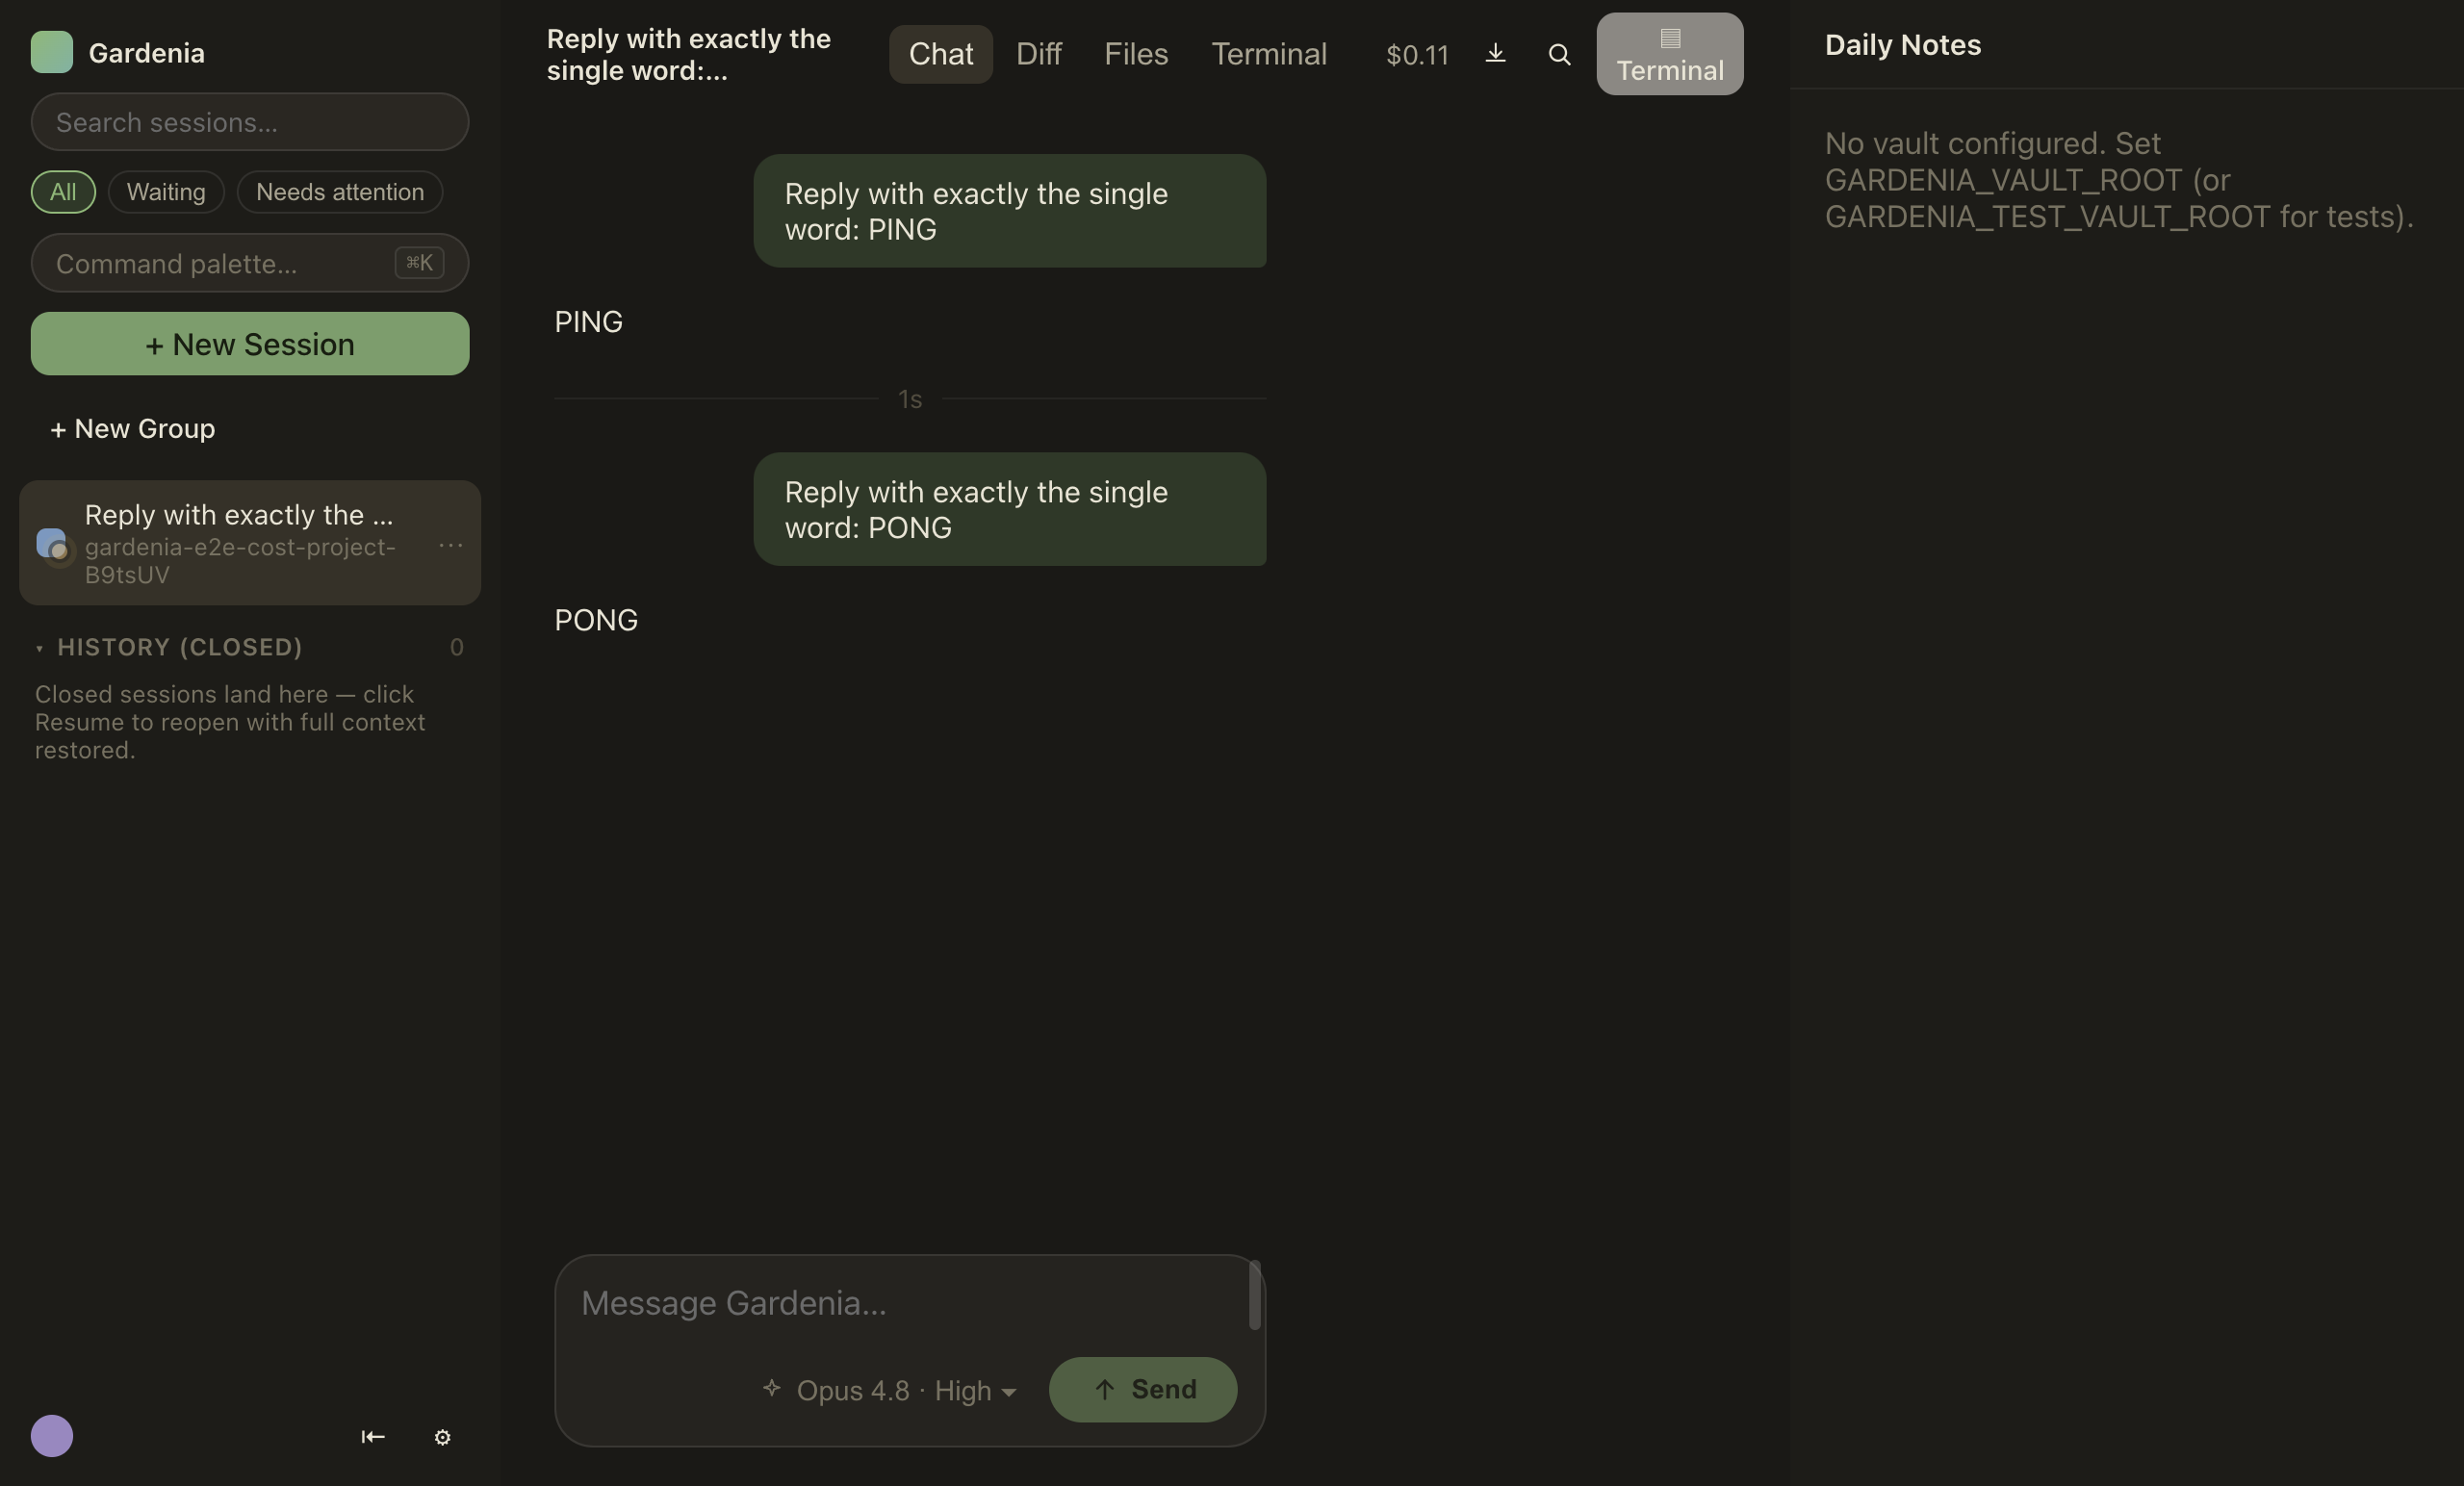 Gardenia
Search sessions...
All
Waiting
Needs attention
Command palette...
⌘K
+ New Session
+ New Group
Reply with exactly the ...
gardenia-e2e-cost-project-
B9tsUV
...
▾ HISTORY (CLOSED)
0
Closed sessions land here — click
Resume to reopen with full context
restored.
Reply with exactly the
single word:...
Chat
Diff
Files
Terminal
$0.11
Terminal
Reply with exactly the single
word: PING
PING
1s
Reply with exactly the single
word: PONG
PONG
Message Gardenia...
Opus 4.8 · High
Send
Daily Notes
No vault configured. Set
GARDENIA_VAULT_ROOT (or
GARDENIA_TEST_VAULT_ROOT for tests).